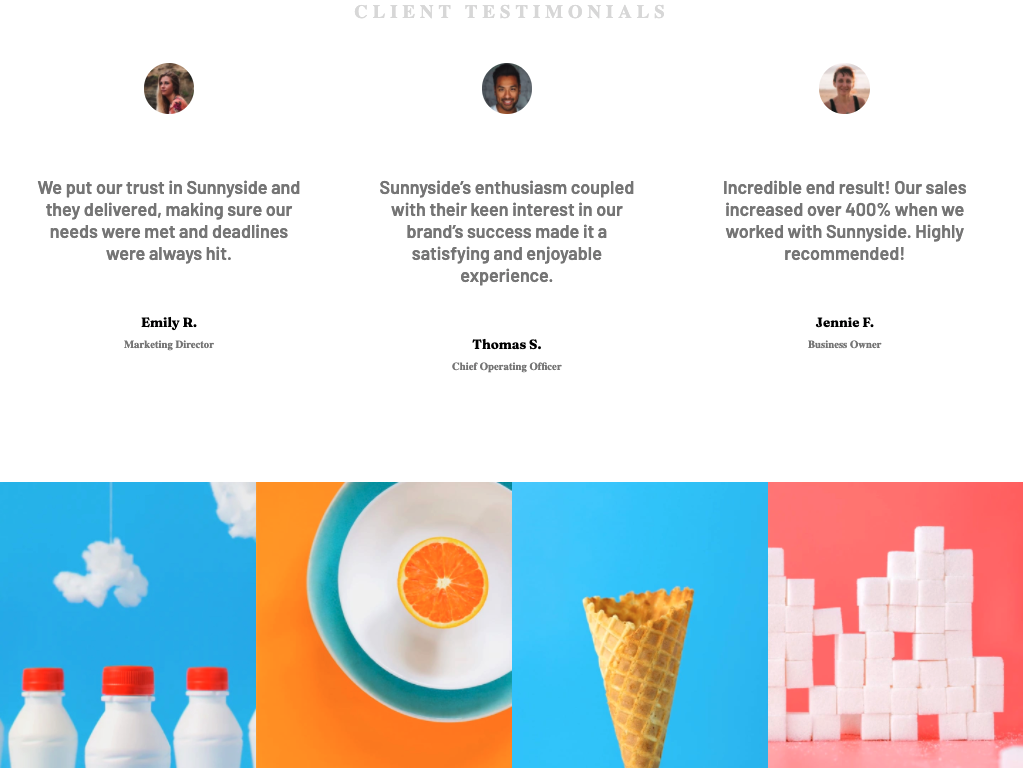 CLIENT TESTIMONIALS
We put our trust in Sunnyside and
they delivered, making sure our
needs were met and deadlines
were always hit.
Emily R.
Marketing Director
Sunnyside’s enthusiasm coupled
with their keen interest in our
brand’s success made it a
satisfying and enjoyable
experience.
Thomas S.
Chief Operating Officer
Incredible end result! Our sales
increased over 400% when we
worked with Sunnyside. Highly
recommended!
Jennie F.
Business Owner